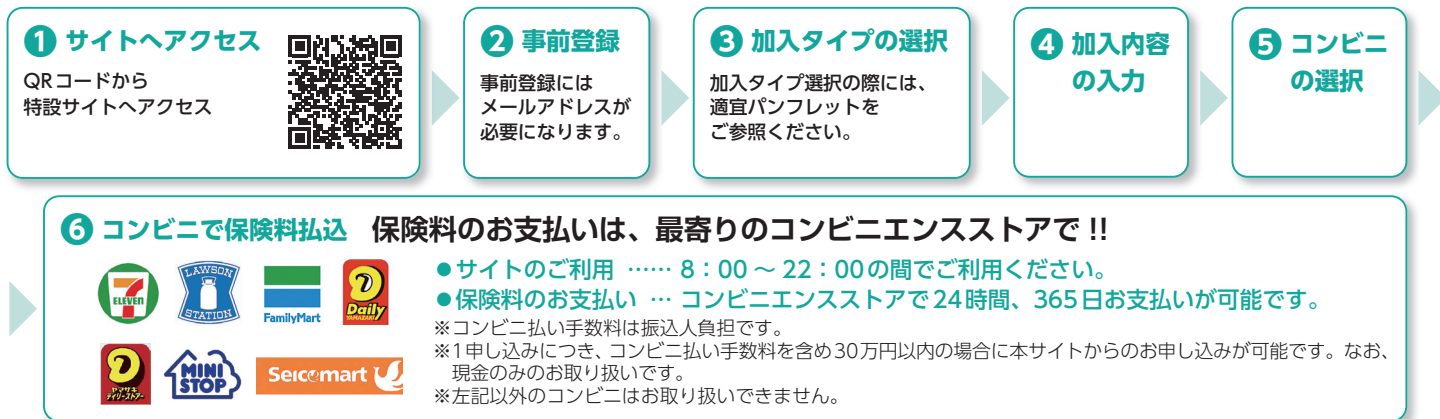 ❶ サイトへアクセス
QRコードから
特設サイトへアクセス
❷ 事前登録
事前登録には
メールアドレスが
必要になります。
❸ 加入タイプの選択
加入タイプ選択の際には、
適宜パンフレットを
ご参照ください。
❹ 加入内容
の入力
❺ コンビニ
の選択
❻ コンビニで保険料払込 保険料のお支払いは、最寄りのコンビニエンスストアで !!
7 ELEVEN
LAWSON
STATION
FamilyMart
Daily
YAMAZAKI
ヤマザキ
デイリーストアー
MINI
STOP
Seicomart
●サイトのご利用 …… 8：00 ～ 22：00の間でご利用ください。
●保険料のお支払い … コンビニエンスストアで24時間、365日お支払いが可能です。
※コンビニ払い手数料は振込人負担です。
※1申し込みにつき、コンビニ払い手数料を含め30万円以内の場合に本サイトからのお申し込みが可能です。なお、
現金のみのお取り扱いです。
※左記以外のコンビニはお取り扱いできません。